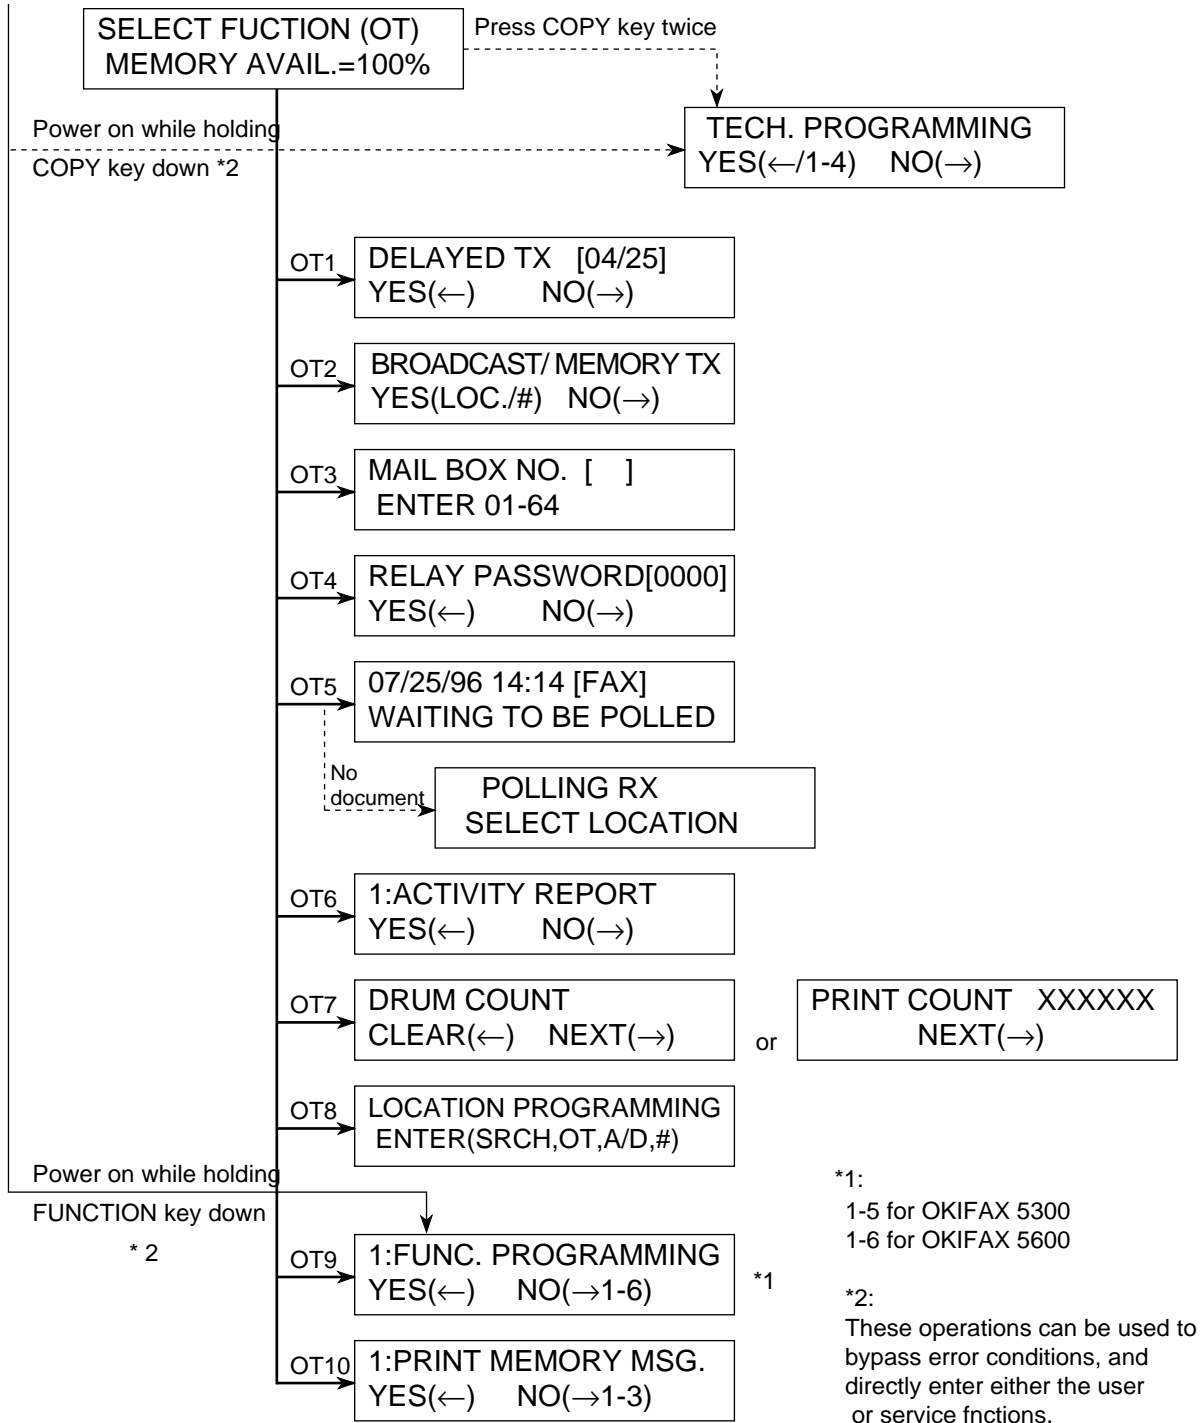 SELECT FUCTION (OT)
MEMORY AVAIL.=100%
Press COPY key twice
Power on while holding
COPY key down *2
TECH. PROGRAMMING
YES(←/1-4) NO(→)
OT1
DELAYED TX [04/25]
YES(←) NO(→)
OT2
BROADCAST/ MEMORY TX
YES(LOC./#) NO(→)
OT3
MAIL BOX NO. [ ]
ENTER 01-64
OT4
RELAY PASSWORD[0000]
YES(←) NO(→)
OT5
07/25/96 14:14 [FAX]
WAITING TO BE POLLED
No
document
POLLING RX
SELECT LOCATION
OT6
1:ACTIVITY REPORT
YES(←) NO(→)
OT7
DRUM COUNT
CLEAR(←) NEXT(→)
or
PRINT COUNT XXXXXX
NEXT(→)
OT8
LOCATION PROGRAMMING
ENTER(SRCH,OT,A/D,#)
Power on while holding
FUNCTION key down
* 2
OT9
1:FUNC. PROGRAMMING
YES(←) NO(→1-6)
*1
OT10
1:PRINT MEMORY MSG.
YES(←) NO(→1-3)
*1:
1-5 for OKIFAX 5300
1-6 for OKIFAX 5600
*2:
These operations can be used to
bypass error conditions, and
directly enter either the user
or service fnctions.